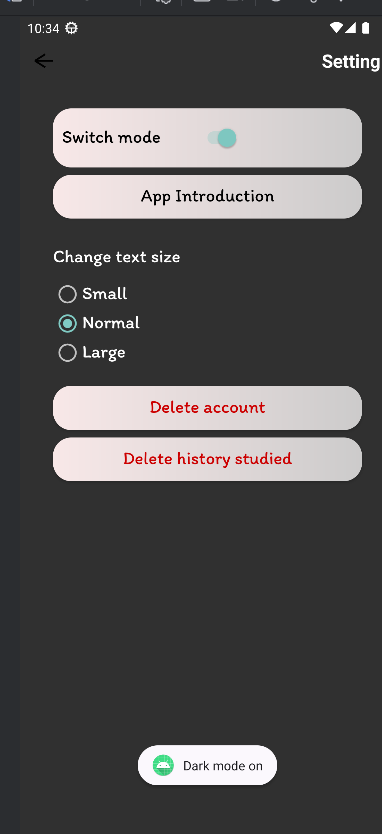 10:34
Setting
Switch mode
App Introduction
Change text size
Small
Normal
Large
Delete account
Delete history studied
Dark mode on